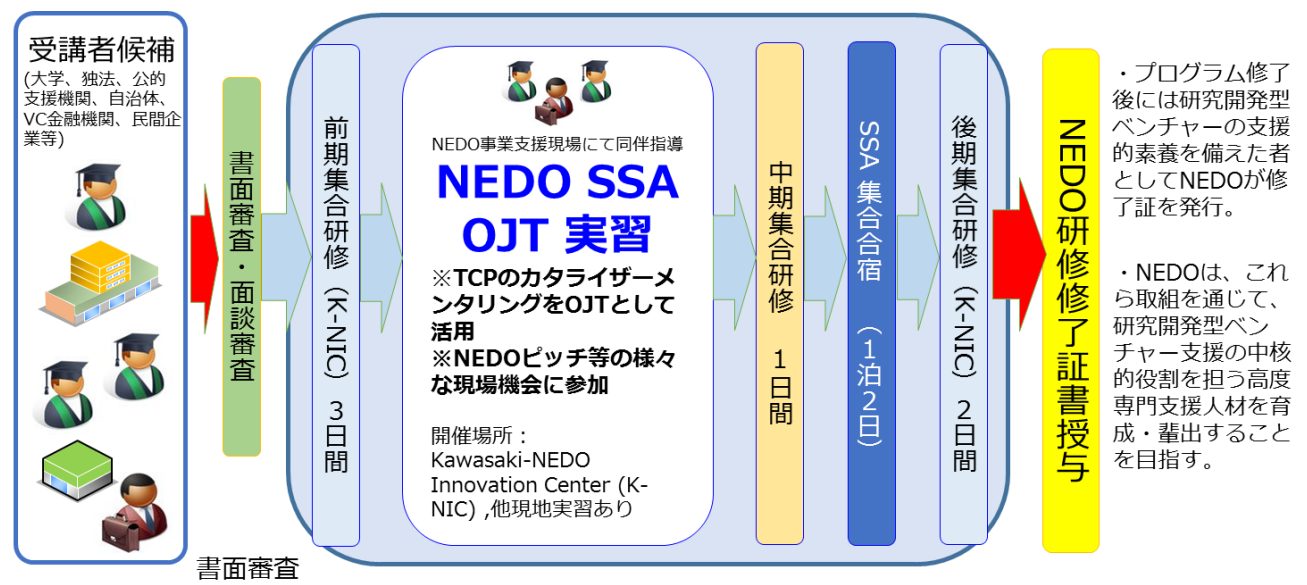 受講者候補
(大学、独法、公的
支援機関、自治体、
VC金融機関、民間企
業等)
書面審査・面談審査
書面審査
前期集合研修（K-NIC）3日間
NEDO事業支援現場にて同伴指導
NEDO SSA
OJT 実習
※TCPのカタライザーメ
ンタリングをOJTとして
活用
※NEDOピッチ等の様々
な現場機会に参加
開催場所：
Kawasaki-NEDO
Innovation Center (K-
NIC) ,他現地実習あり
中期集合研修 1日間
SSA 集合合宿 （1泊2日）
後期集合研修（K-NIC）2日間
NEDO研修修了証書授与
・プログラム修了
後には研究開発型
ベンチャーの支援
的素養を備えた者
としてNEDOが修
了証を発行。
・NEDOは、これ
ら取組を通じて、
研究開発型ベン
チャー支援の中核
的役割を担う高度
専門支援人材を育
成・輩出すること
を目指す。